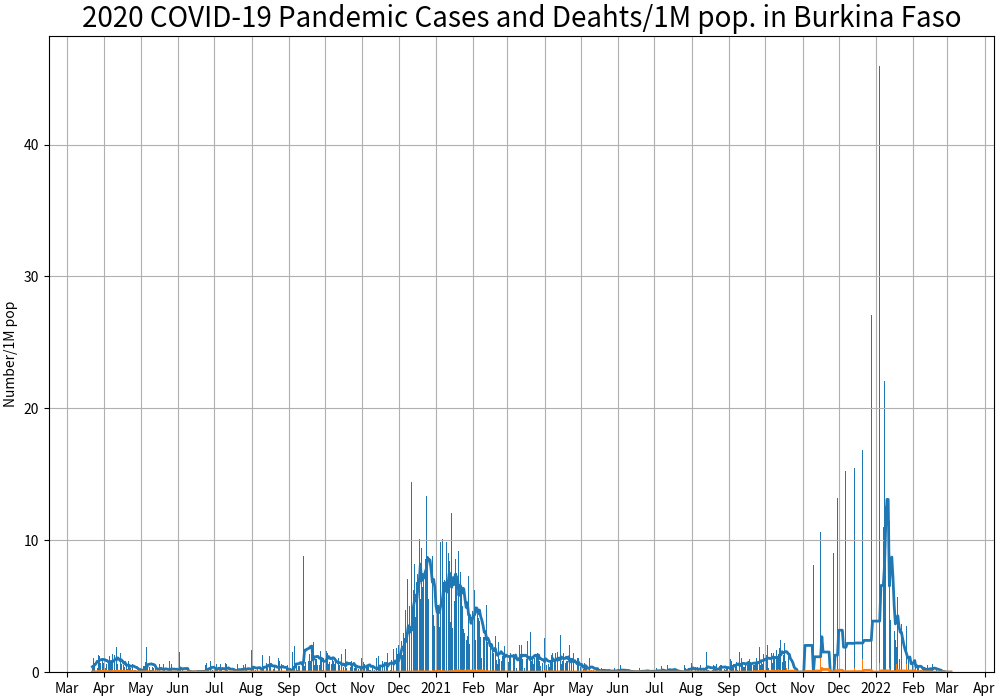 2020 COVID-19 Pandemic Cases and Deahts/1M pop. in Burkina Faso
Number/1M pop
40
30
20
10
0
Mar Apr May Jun Jul Aug Sep Oct Nov Dec 2021 Feb Mar Apr May Jun Jul Aug Sep Oct Nov Dec 2022 Feb Mar Apr